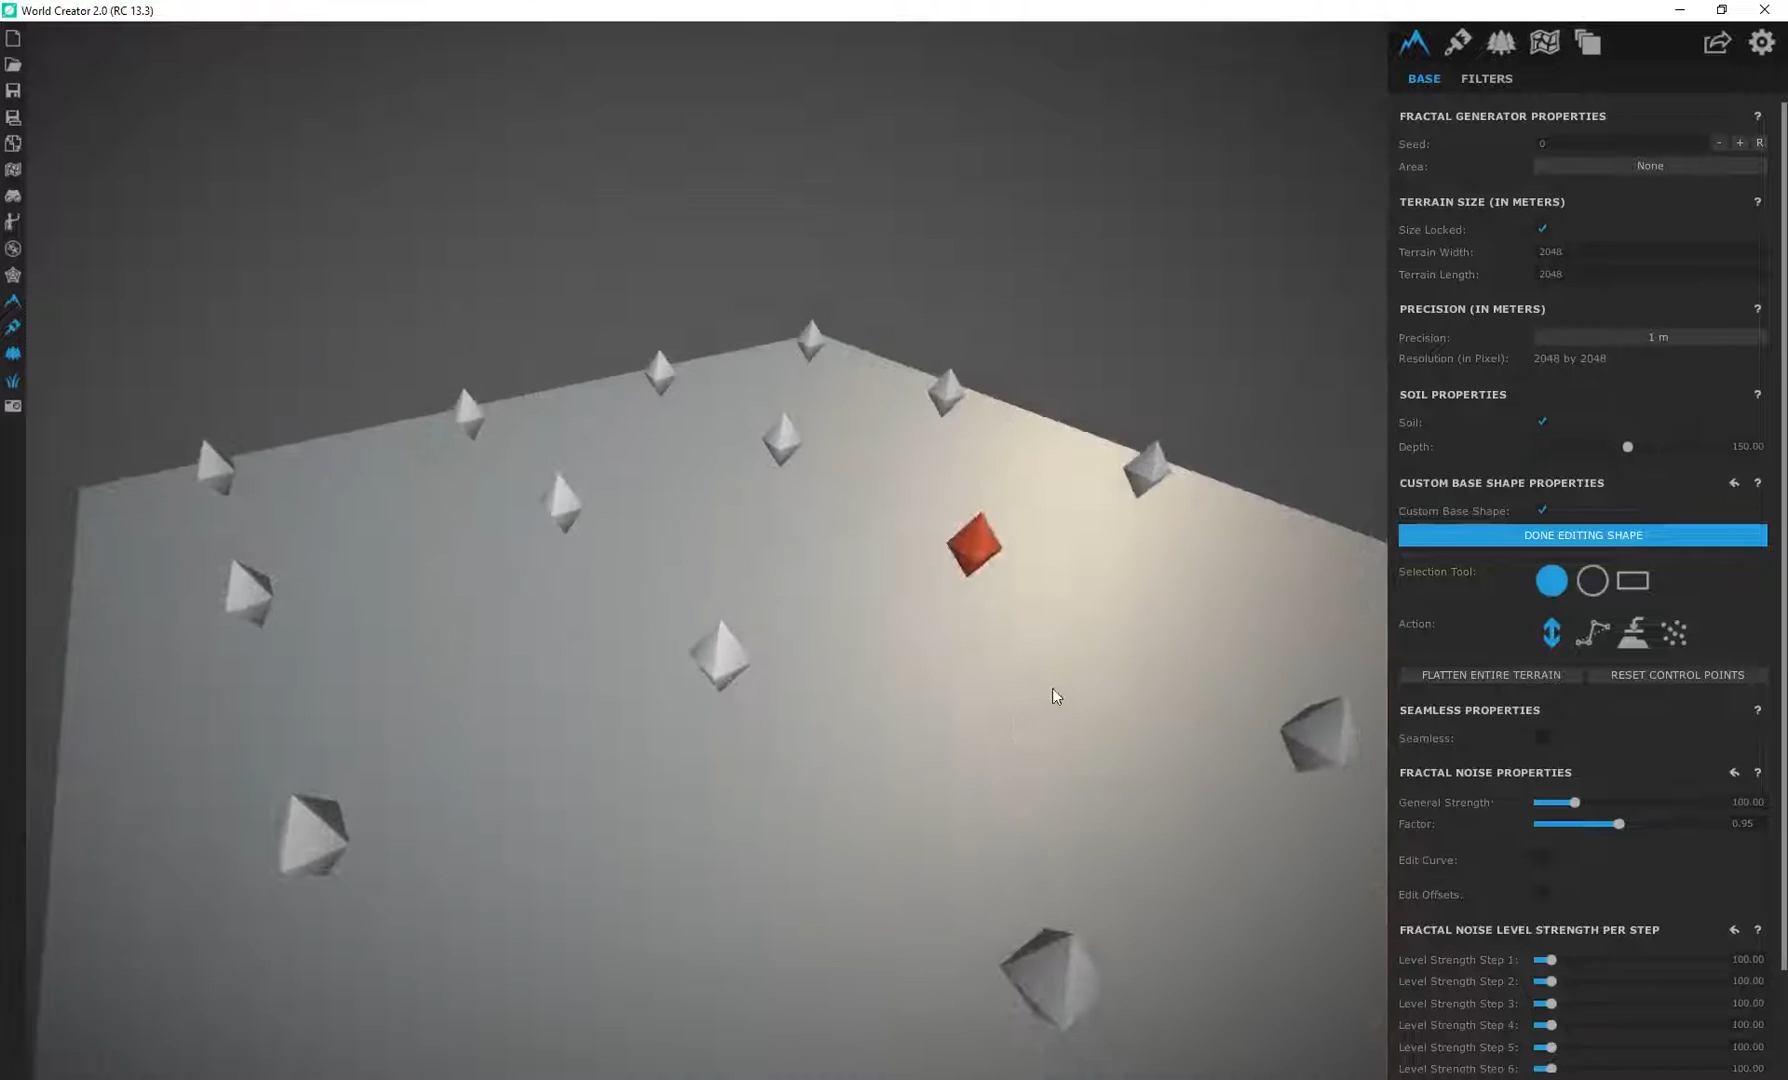 World Creator 2.0 (RC 13.3)
BASE FILTERS
FRACTAL GENERATOR PROPERTIES ?
Seed: 0 - + R
Area: None
TERRAIN SIZE (IN METERS) ?
Size Locked:
Terrain Width: 2048
Terrain Length: 2048
PRECISION (IN METERS) ?
Precision: 1 m
Resolution (in Pixel): 2048 by 2048
SOIL PROPERTIES ?
Soil:
Depth: 150.00
CUSTOM BASE SHAPE PROPERTIES ?
Custom Base Shape:
DONE EDITING SHAPE
Selection Tool:
Action:
FLATTEN ENTIRE TERRAIN RESET CONTROL POINTS
SEAMLESS PROPERTIES ?
Seamless:
FRACTAL NOISE PROPERTIES ?
General Strength: 100.00
Factor: 0.95
Edit Curve:
Edit Offsets:
FRACTAL NOISE LEVEL STRENGTH PER STEP ?
Level Strength Step 1: 100.00
Level Strength Step 2: 100.00
Level Strength Step 3: 100.00
Level Strength Step 4: 100.00
Level Strength Step 5: 100.00
Level Strength Step 6: 100.00